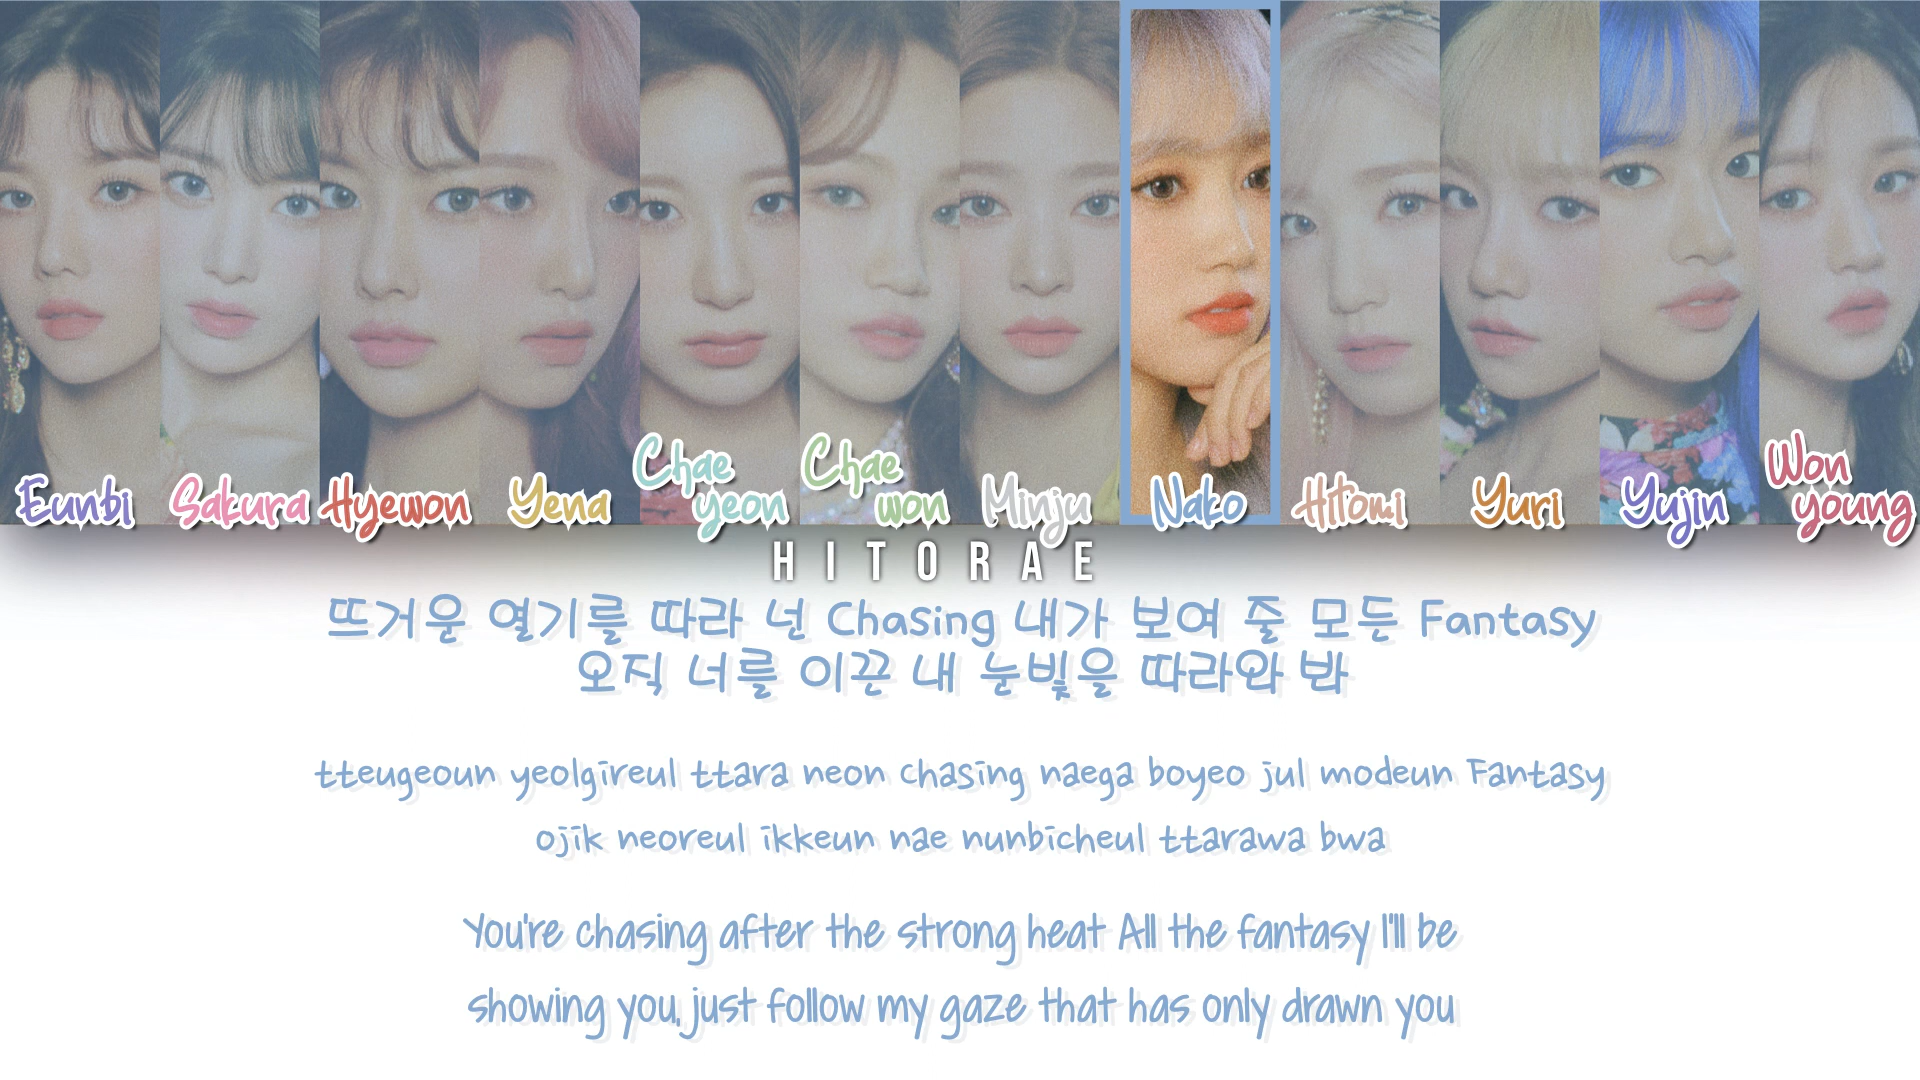 Eunbi
Sakura
Hyewon
Yena
Chae
yeon
Chae
won
Minju
Nako
Hitomi
Yuri
Yujin
Won
young
HITORAE
뜨거운 열기를 따라 넌 Chasing 내가 보여 줄 모든 Fantasy
오직 너를 이끈 내 눈빛을 따라와 봐
tteugeoun yeolgireul ttara neon chasing naega boyeo jul modeun Fantasy
ojik neoreul ikkeun nae nunbicheul ttarawa bwa
You're chasing after the strong heat All the fantasy I'll be
showing you, just follow my gaze that has only drawn you